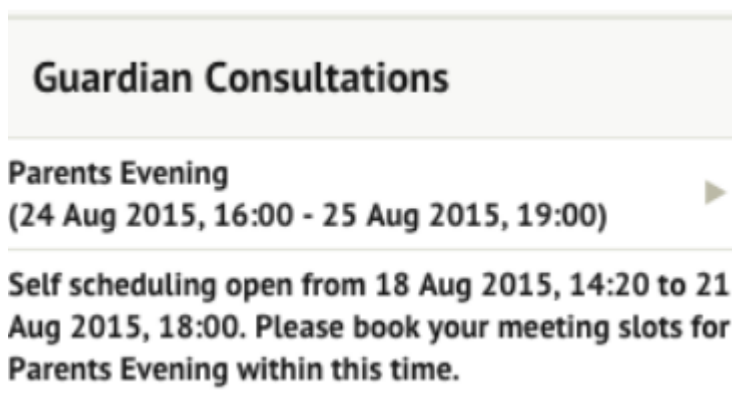 Guardian Consultations
Parents Evening
(24 Aug 2015, 16:00 - 25 Aug 2015, 19:00)
Self scheduling open from 18 Aug 2015, 14:20 to 21
Aug 2015, 18:00. Please book your meeting slots for
Parents Evening within this time.